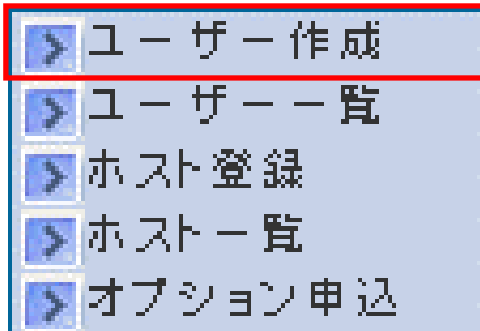 ユーザー作成
ユーザー一覧
ホスト登録
ホスト一覧
オプション申込